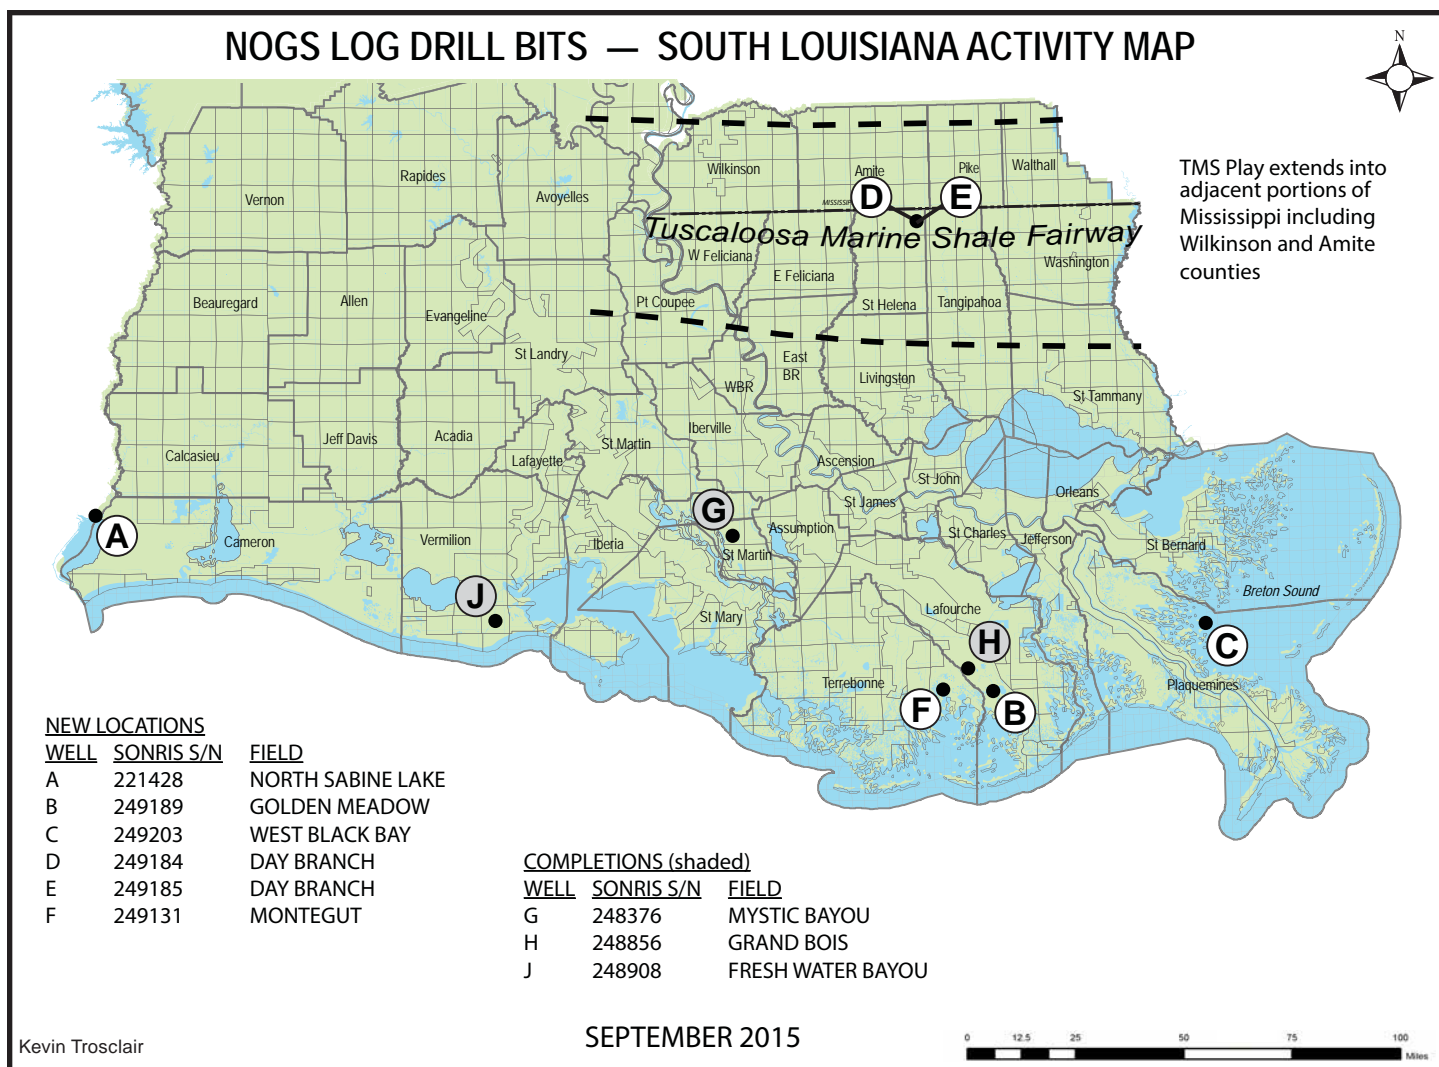 NOGS LOG DRILL BITS — SOUTH LOUISIANA ACTIVITY MAP
N
TMS Play extends into
adjacent portions of
Mississippi including
Wilkinson and Amite
counties
Wilkinson
Amite
Pike
Walthall
Vernon
Rapides
Avoyelles
D
E
Tuscaloosa Marine Shale Fairway
W Feliciana
E Feliciana
Washington
Beauregard
Allen
Evangeline
Pt Coupee
St Helena
Tangipahoa
St Landry
East
BR
WBR
Livingston
St Tammany
Calcasieu
Jeff Davis
Acadia
Lafayette
St Martin
Iberville
Ascension
St John
Orleans
St James
G
A
Cameron
Vermilion
Iberia
St Martin
Assumption
St Charles
Jefferson
St Bernard
Breton Sound
J
St Mary
Lafourche
H
C
Terrebonne
F
B
Plaquemines
NEW LOCATIONS
WELL SONRIS S/N FIELD
A 221428 NORTH SABINE LAKE
B 249189 GOLDEN MEADOW
C 249203 WEST BLACK BAY
D 249184 DAY BRANCH
E 249185 DAY BRANCH
F 249131 MONTEGUT
COMPLETIONS (shaded)
WELL SONRIS S/N FIELD
G 248376 MYSTIC BAYOU
H 248856 GRAND BOIS
J 248908 FRESH WATER BAYOU
SEPTEMBER 2015
Kevin Trosclair
0 12.5 25 50 75 100
Miles